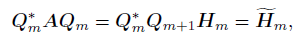 $Q_m^* A Q_m = Q_m^* Q_{m+1} \widetilde{H}_m = H_m,$